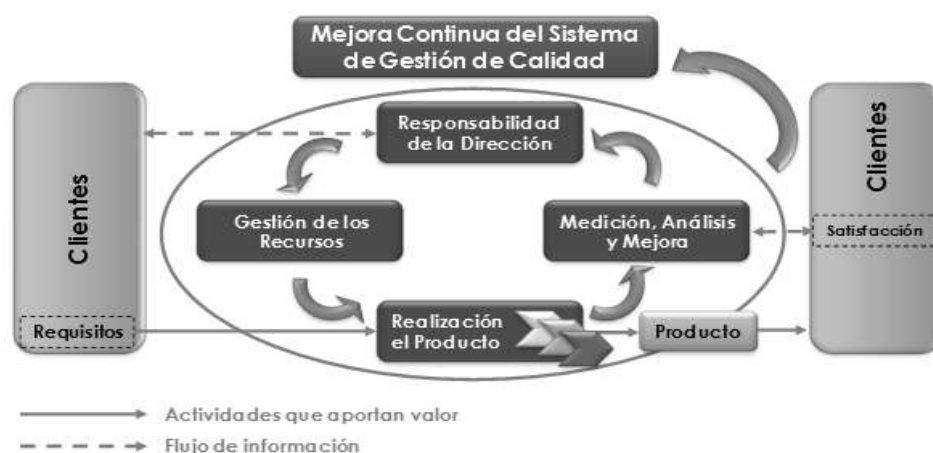 Mejora Continua del Sistema
de Gestión de Calidad
Clientes
Responsabilidad
de la Dirección
Clientes
Gestión de los
Recursos
Medición, Análisis
y Mejora
Satisfacción
Requisitos
Realización
el Producto
Producto
Actividades que aportan valor
Flujo de información